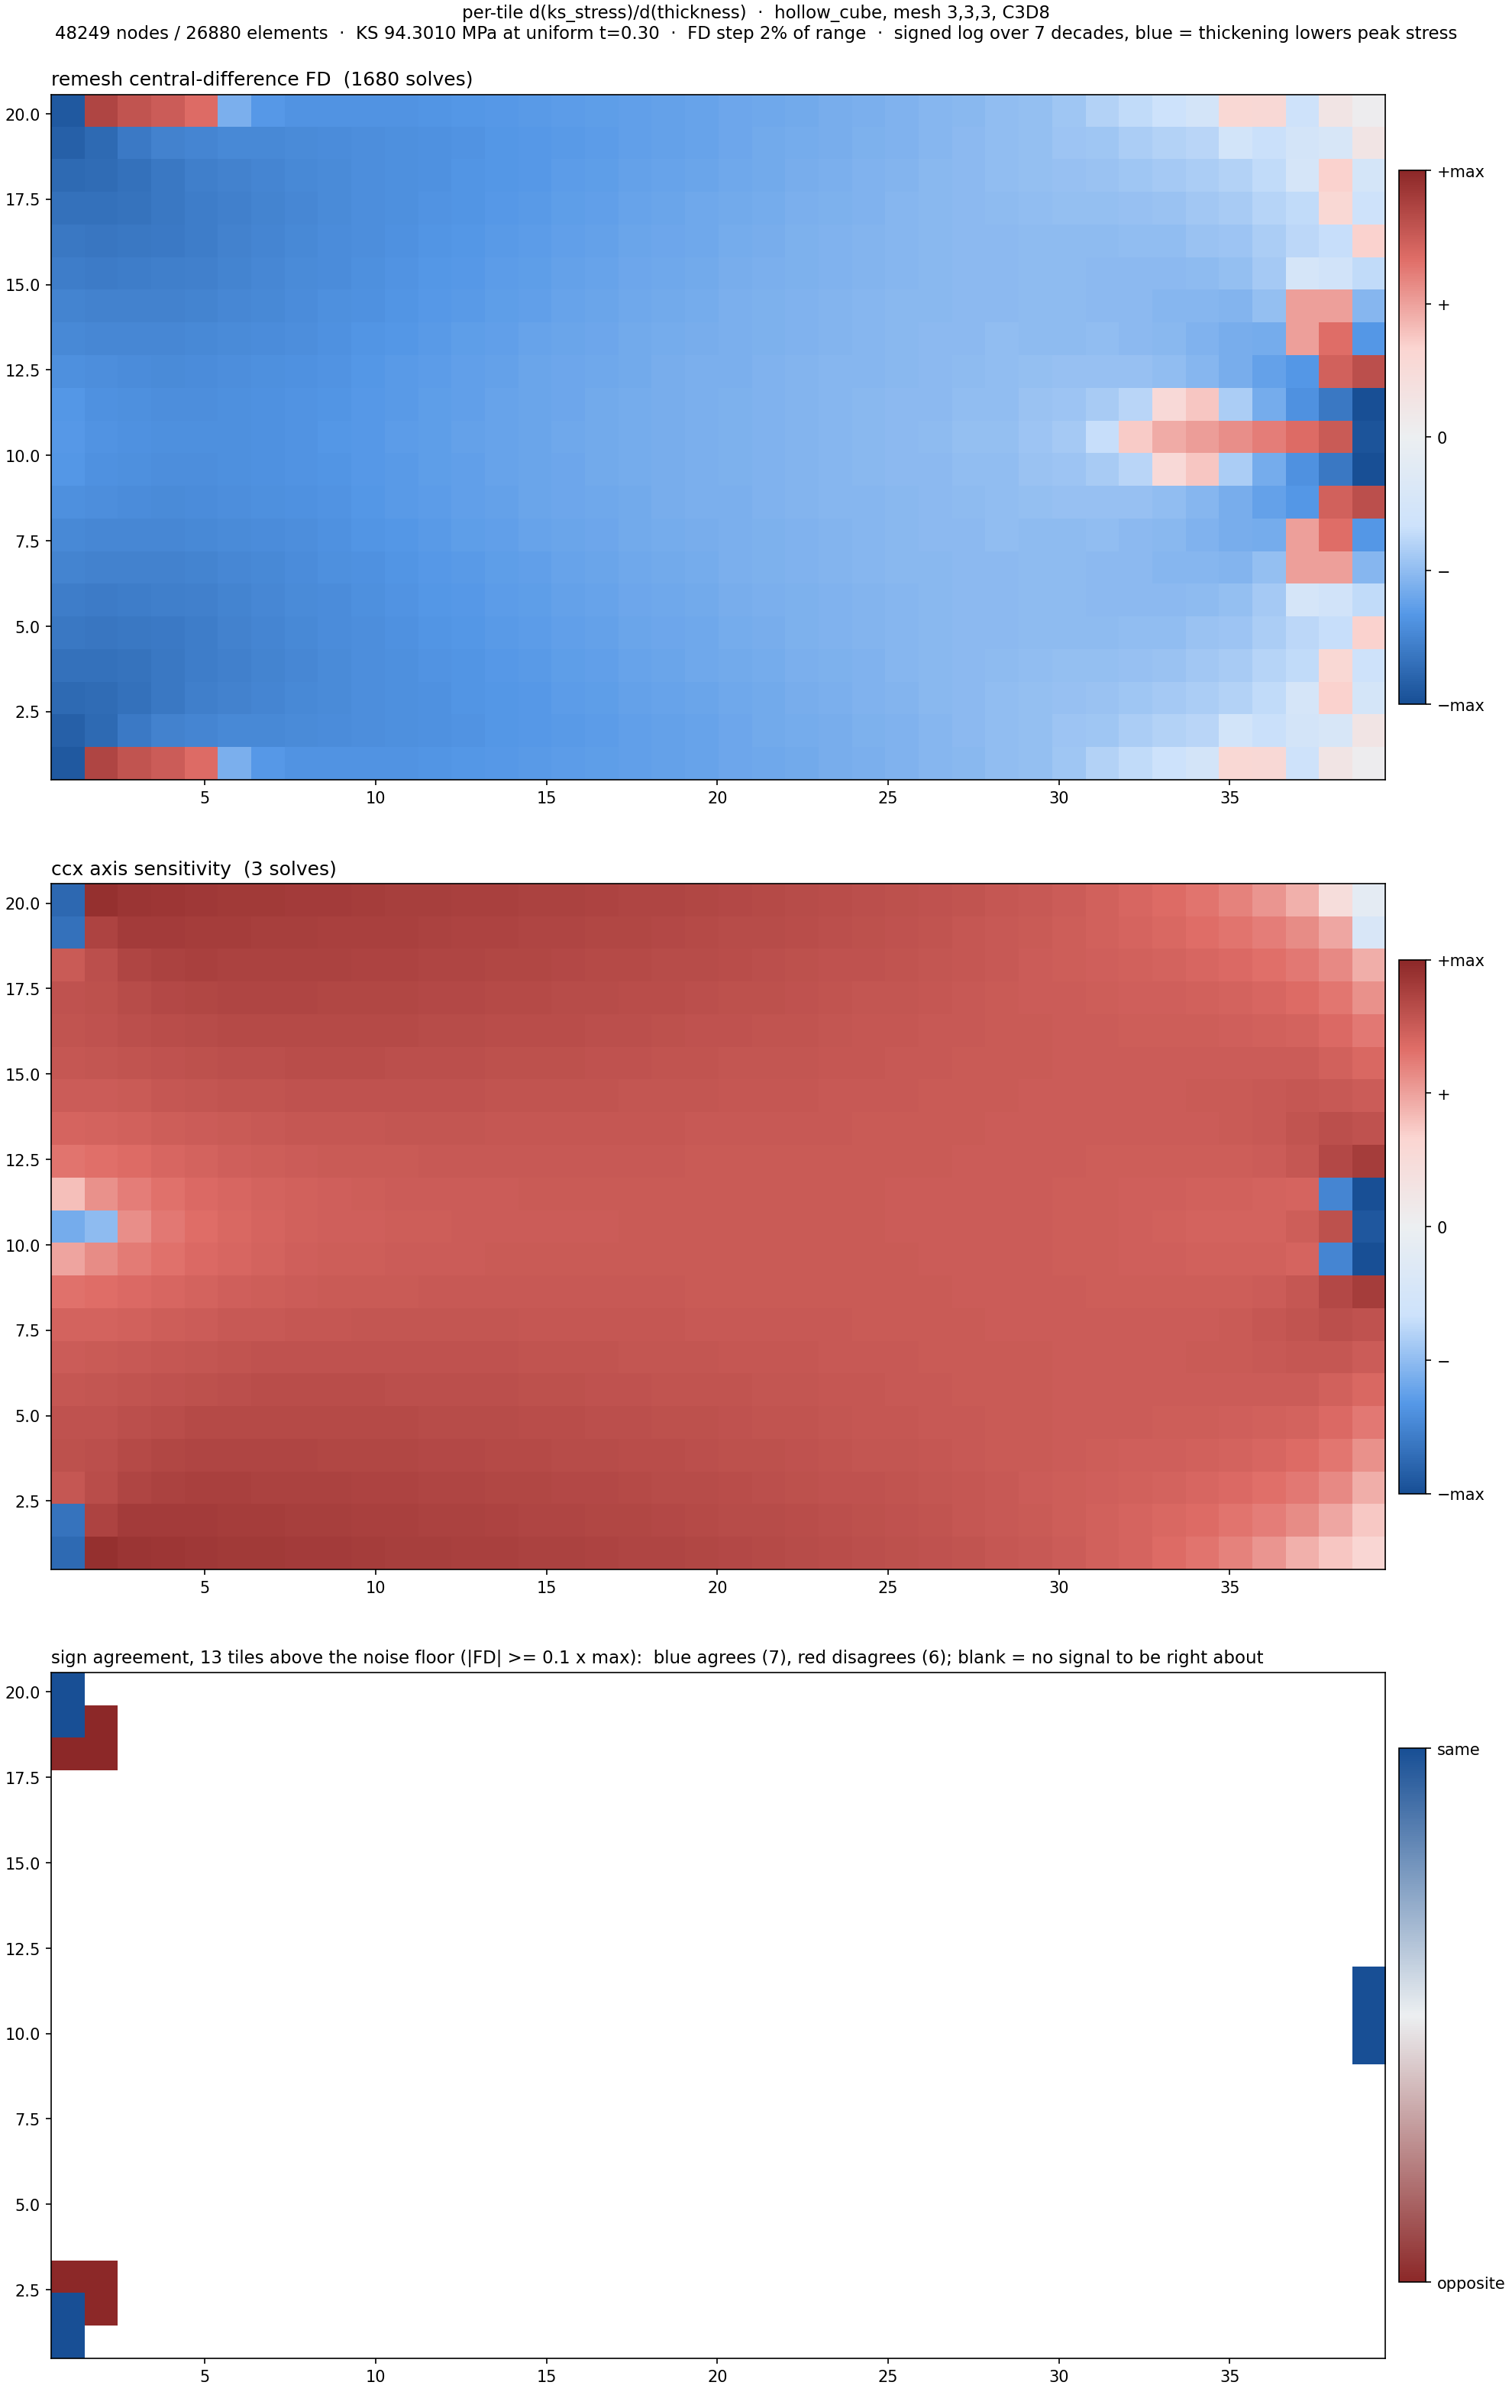 per-tile d(ks_stress)/d(thickness)  ·  hollow_cube, mesh 3,3,3, C3D8
48249 nodes / 26880 elements  ·  KS 94.3010 MPa at uniform t=0.30  ·  FD step 2% of range  ·  signed log over 7 decades, blue = thickening lowers peak stress
remesh central-difference FD  (1680 solves)
20.0
17.5
15.0
12.5
10.0
7.5
5.0
2.5
5 10 15 20 25 30 35
+max
+
0
−
−max
ccx axis sensitivity  (3 solves)
20.0
17.5
15.0
12.5
10.0
7.5
5.0
2.5
5 10 15 20 25 30 35
+max
+
0
−
−max
sign agreement, 13 tiles above the noise floor (|FD| >= 0.1 x max):  blue agrees (7), red disagrees (6); blank = no signal to be right about
20.0
17.5
15.0
12.5
10.0
7.5
5.0
2.5
5 10 15 20 25 30 35
same
opposite